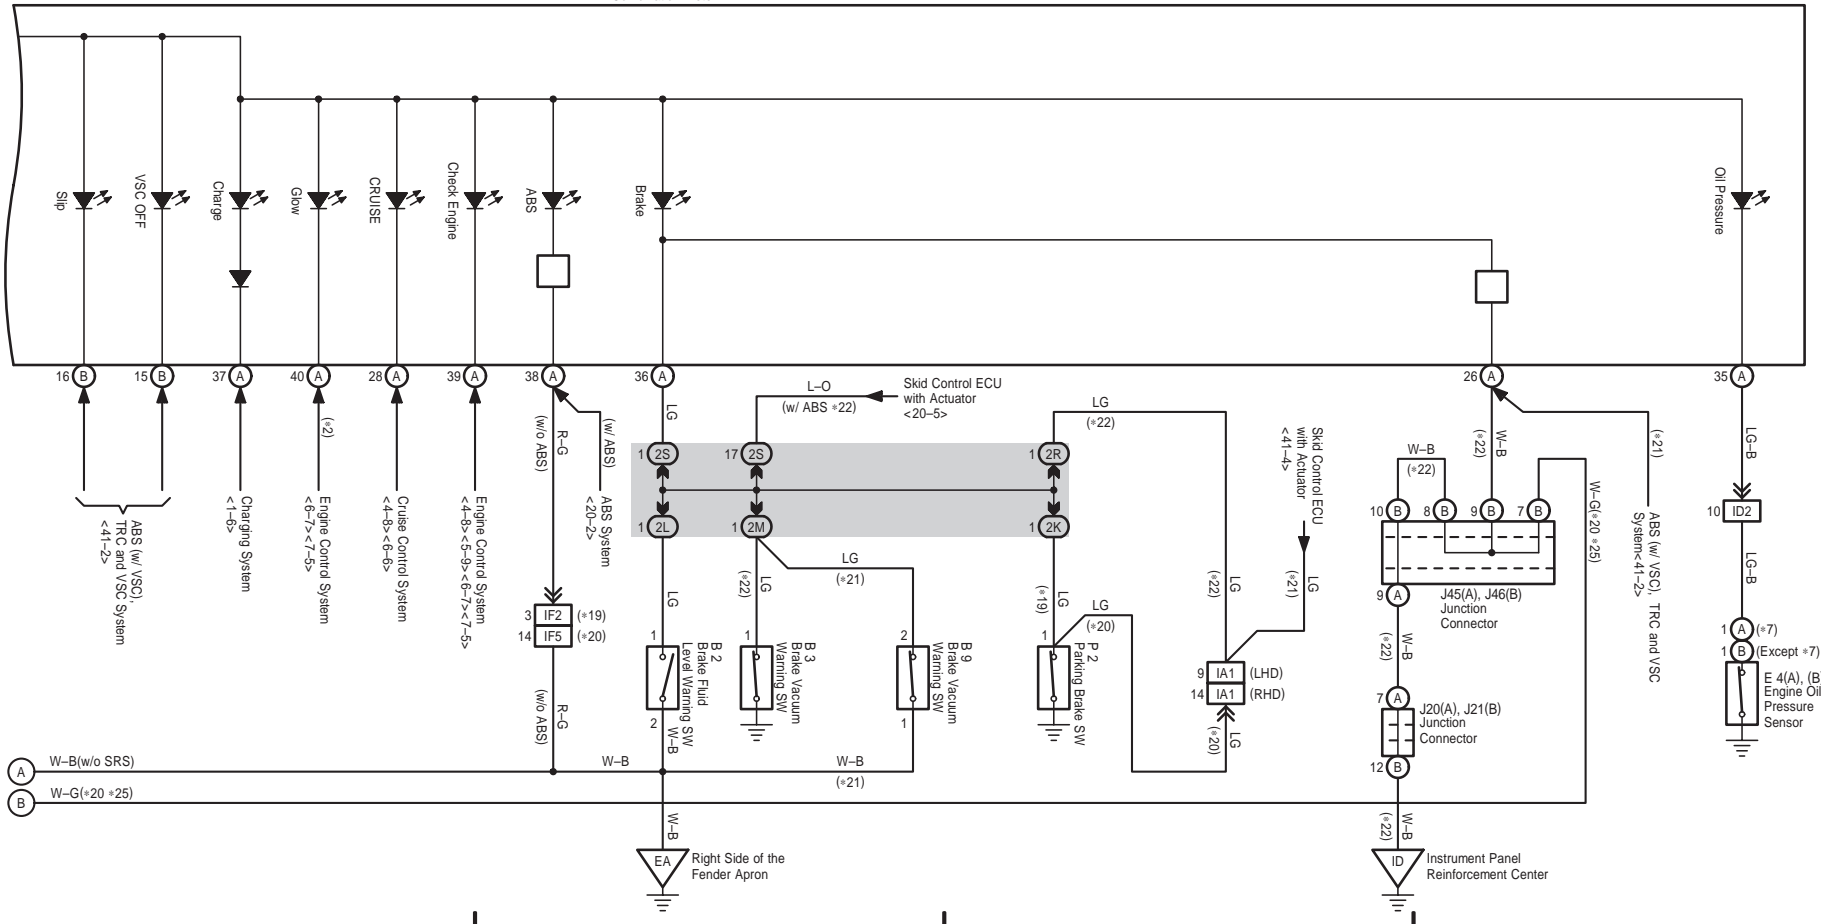 Slip
VSC OFF
Charge
Glow
CRUISE
Check Engine
ABS
Brake
Oil Pressure
16 B
15 B
37 A
40 A
28 A
39 A
38 A
36 A
26 A
35 A
(*2)
ABS (w/ VSC),
TRC and VSC System
<41–2>
Charging System
<1–6>
Engine Control System
<6–7><7–5>
Cruise Control System
<4–8><6–6>
Engine Control System
<4–8><5–9><6–7><7–5>
R–G
(w/o ABS)
(w/ ABS)
ABS System
<20–2>
LG
L–O
(w/ ABS *22)
Skid Control ECU
with Actuator
<20–5>
LG
(*22)
Skid Control ECU
with Actuator
<41–4>
1 2S
17 2S
1 2R
1 2L
1 2M
1 2K
LG
LG
(*22)
LG
(*21)
LG
(*19)
LG
(*20)
LG
(*22)
LG
(*21)
3 IF2 (*19)
14 IF5 (*20)
R–G
(w/o ABS)
1
B 2
Brake Fluid
Level Warning SW
2
W–B
1
B 3
Brake Vacuum
Warning SW
2
B 9
Brake Vacuum
Warning SW
1
1
P 2
Parking Brake SW
9 IA1 (LHD)
14 IA1 (RHD)
LG
(*20)
W–B
(*22)
W–B
(*22)
W–G(*20 *25)
(*21)
ABS (w/ VSC), TRC and VSC
System<41–2>
10 B
8 B
9 B
7 B
9 A
J45(A), J46(B)
Junction
Connector
W–B
(*22)
7 A
J20(A), J21(B)
Junction
Connector
12 B
W–B
(*22)
LG–B
10 ID2
LG–B
1 A (*7)
1 B (Except *7)
E 4(A), (B)
Engine Oil
Pressure
Sensor
A W–B(w/o SRS)
W–B
W–B
(*21)
B W–G(*20 *25)
W–B
EA
Right Side of the
Fender Apron
ID
Instrument Panel
Reinforcement Center